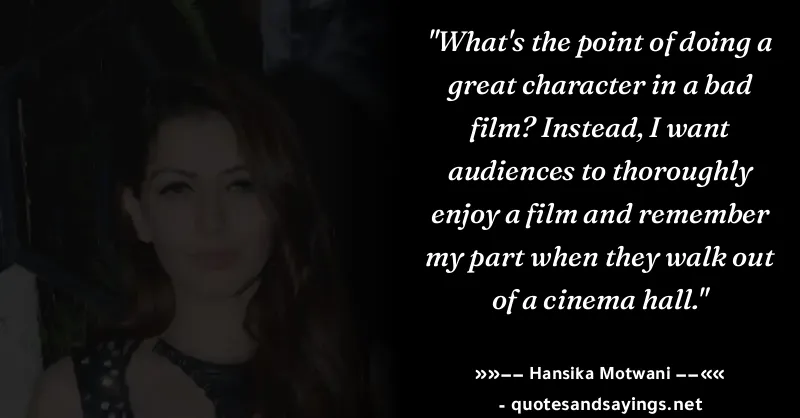 "What's the point of doing a
great character in a bad
film? Instead, I want
audiences to thoroughly
enjoy a film and remember
my part when they walk out
of a cinema hall."
»»–– Hansika Motwani ––««
- quotesandsayings.net